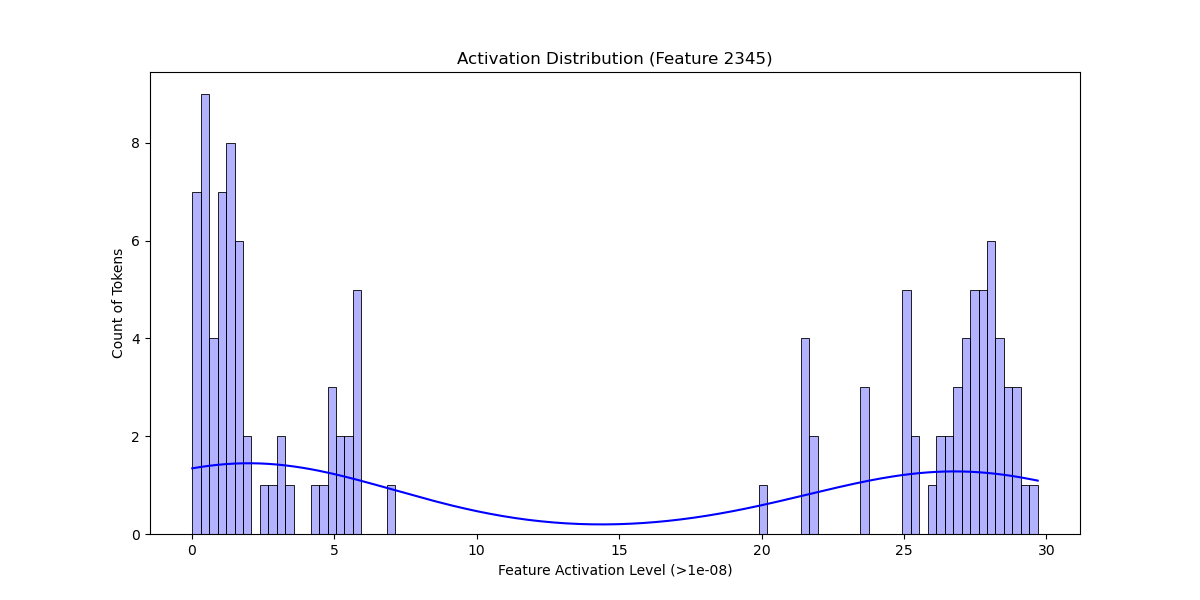 Activation Distribution (Feature 2345)
8
6
4
2
0
Count of Tokens
0 5 10 15 20 25 30
Feature Activation Level (>1e-08)